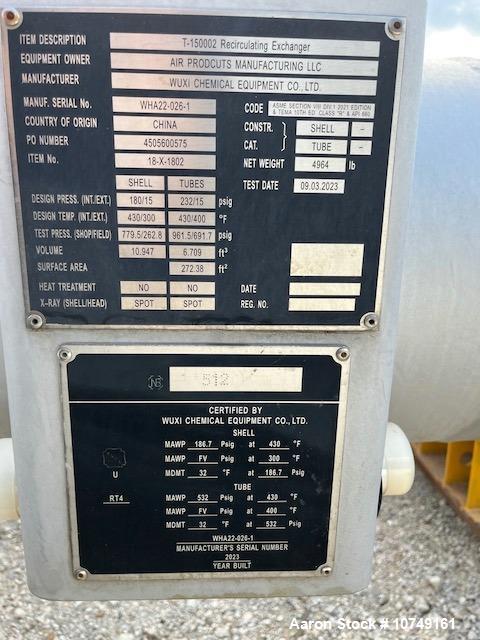 ITEM DESCRIPTION T-150002 Recirculating Exchanger
EQUIPMENT OWNER AIR PRODCUTS MANUFACTURING LLC
MANUFACTURER WUXI CHEMICAL EQUIPMENT CO., LTD.
MANUF. SERIAL No. WHA22-026-1 CODE ASME SECTION VIII DIV.1 2021 EDITION
& TEMA 10TH ED. CLASS "R" & API 660
COUNTRY OF ORIGIN CHINA CONSTR. SHELL -
PO NUMBER 4505600575 CAT. TUBE -
ITEM No. 18-X-1802 NET WEIGHT 4964 lb
SHELL TUBES TEST DATE 09.03.2023
DESIGN PRESS. (INT./EXT.) 180/15 232/15 psig
DESIGN TEMP. (INT./EXT.) 430/300 430/400 °F
TEST PRESS.(SHOP/FIELD) 779.5/262.8 961.5/691.7 psig
VOLUME 10.947 6.709 ft³
SURFACE AREA 272.38 ft²
HEAT TREATMENT NO NO DATE
X-RAY (SHELL/HEAD) SPOT SPOT REG. NO.
NB 512
CERTIFIED BY
WUXI CHEMICAL EQUIPMENT CO., LTD.
SHELL
MAWP 186.7 Psig at 430 °F
MAWP FV Psig at 300 °F
U MDMT 32 °F at 186.7 Psig
TUBE
RT4 MAWP 532 Psig at 430 °F
MAWP FV Psig at 400 °F
MDMT 32 °F at 532 Psig
WHA22-026-1
MANUFACTURER'S SERIAL NUMBER
2023
YEAR BUILT
Aaron Stock # 10749161